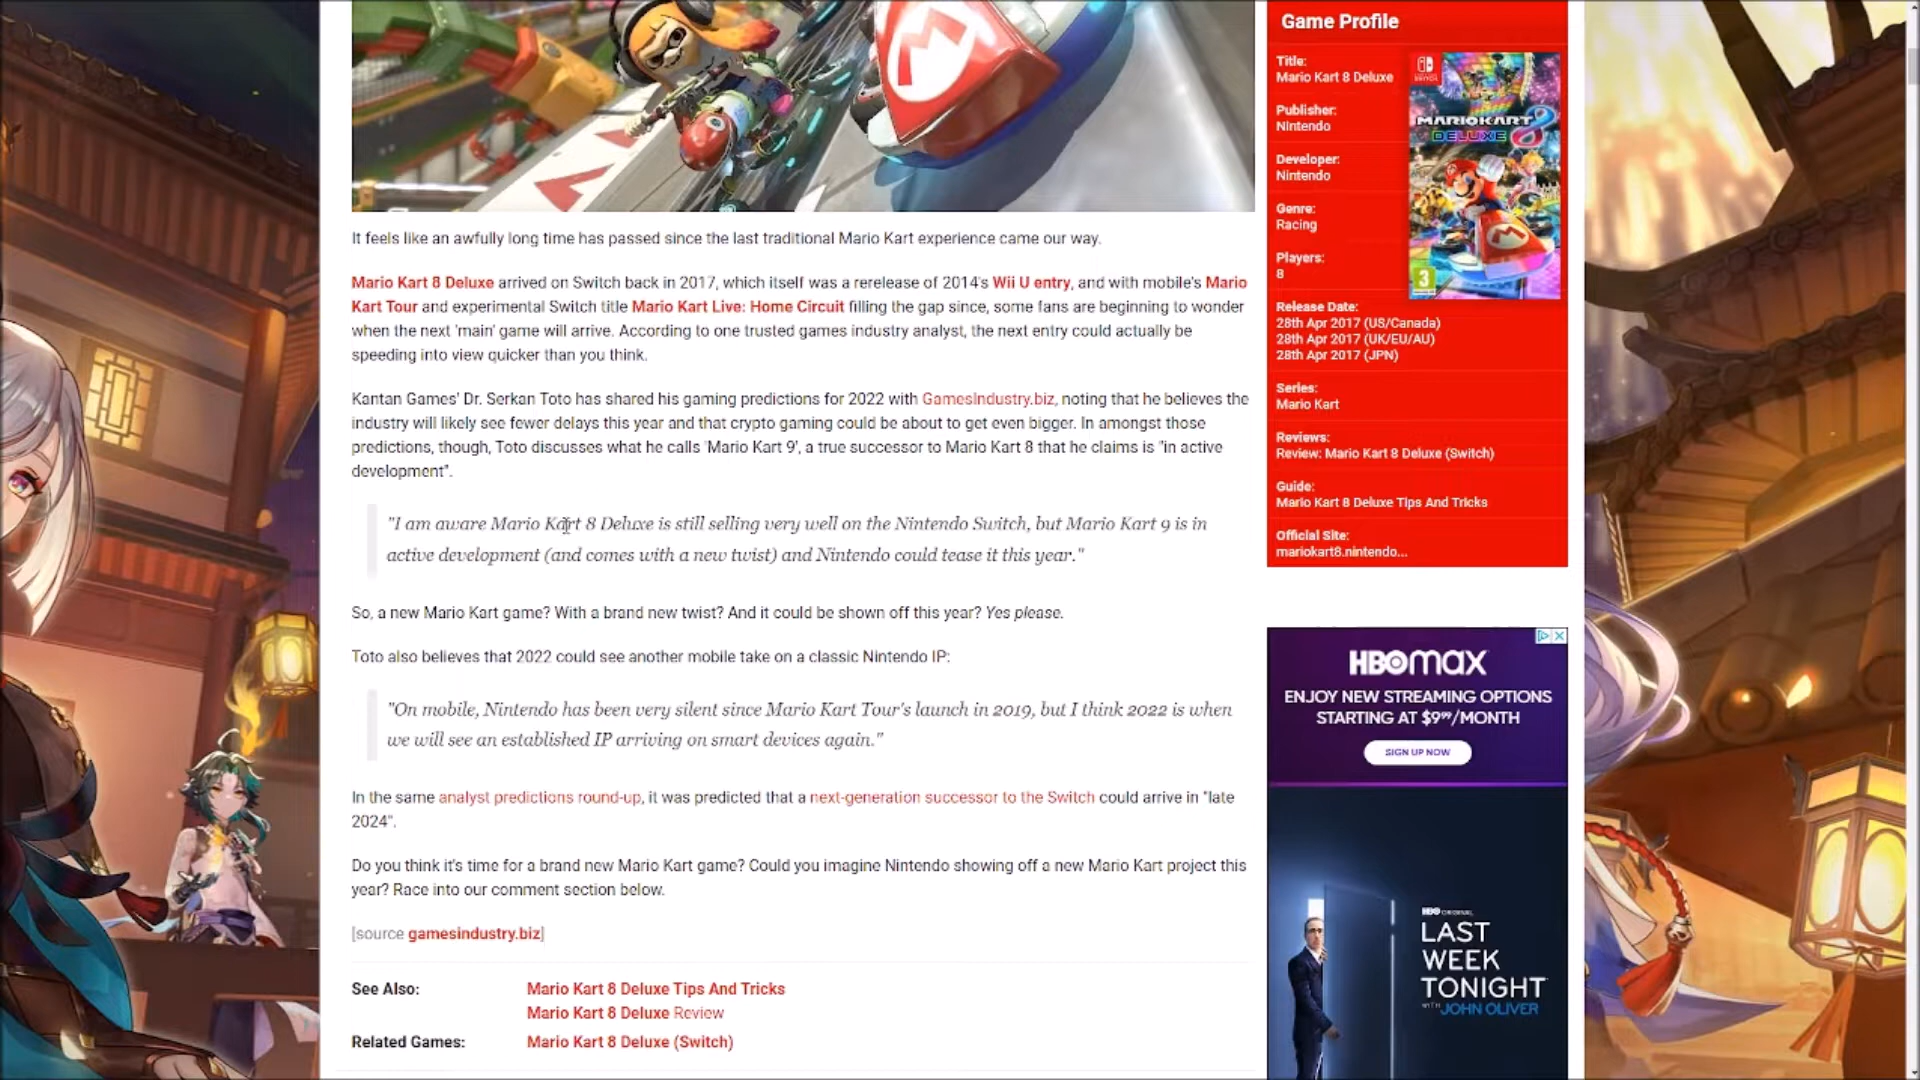 Game Profile
Title:
Mario Kart 8 Deluxe
Publisher:
Nintendo
Developer:
Nintendo
Genre:
Racing
Players:
8
Release Date:
28th Apr 2017 (US/Canada)
28th Apr 2017 (UK/EU/AU)
28th Apr 2017 (JPN)
Series:
Mario Kart
Reviews:
Review: Mario Kart 8 Deluxe (Switch)
Guide:
Mario Kart 8 Deluxe Tips And Tricks
Official Site:
mariokart8.nintendo...
MARIOKART 8
DELUXE
3
It feels like an awfully long time has passed since the last traditional Mario Kart experience came our way.
Mario Kart 8 Deluxe arrived on Switch back in 2017, which itself was a rerelease of 2014's Wii U entry, and with mobile's Mario
Kart Tour and experimental Switch title Mario Kart Live: Home Circuit filling the gap since, some fans are beginning to wonder
when the next 'main' game will arrive. According to one trusted games industry analyst, the next entry could actually be
speeding into view quicker than you think.
Kantan Games' Dr. Serkan Toto has shared his gaming predictions for 2022 with GamesIndustry.biz, noting that he believes the
industry will likely see fewer delays this year and that crypto gaming could be about to get even bigger. In amongst those
predictions, though, Toto discusses what he calls 'Mario Kart 9', a true successor to Mario Kart 8 that he claims is "in active
development".
"I am aware Mario Kart 8 Deluxe is still selling very well on the Nintendo Switch, but Mario Kart 9 is in
active development (and comes with a new twist) and Nintendo could tease it this year."
So, a new Mario Kart game? With a brand new twist? And it could be shown off this year? Yes please.
Toto also believes that 2022 could see another mobile take on a classic Nintendo IP:
"On mobile, Nintendo has been very silent since Mario Kart Tour's launch in 2019, but I think 2022 is when
we will see an established IP arriving on smart devices again."
In the same analyst predictions round-up, it was predicted that a next-generation successor to the Switch could arrive in "late
2024".
Do you think it's time for a brand new Mario Kart game? Could you imagine Nintendo showing off a new Mario Kart project this
year? Race into our comment section below.
[source gamesindustry.biz]
See Also:
Mario Kart 8 Deluxe Tips And Tricks
Mario Kart 8 Deluxe Review
Related Games:
Mario Kart 8 Deluxe (Switch)
HBOMAX
ENJOY NEW STREAMING OPTIONS
STARTING AT $9⁹⁹/MONTH
SIGN UP NOW
HBO ORIGINAL
LAST
WEEK
TONIGHT
WITH JOHN OLIVER